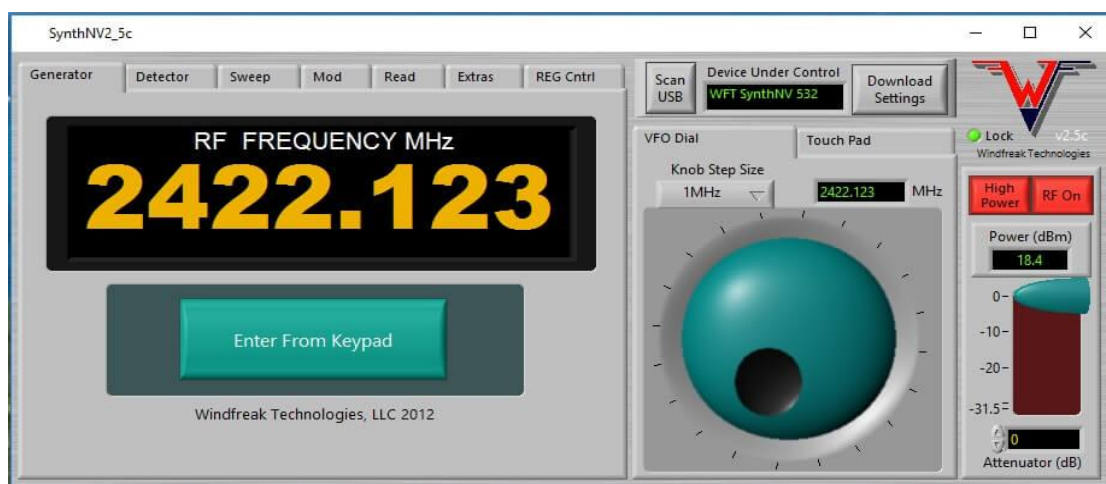 SynthNV2_5c
Generator
Detector
Sweep
Mod
Read
Extras
REG Cntrl
RF FREQUENCY MHz
2422.123
Enter From Keypad
Windfreak Technologies, LLC 2012
Scan
USB
Device Under Control
WFT SynthNV 532
Download
Settings
VFO Dial
Touch Pad
Knob Step Size
1MHz
2422.123 MHz
W
Lock
v2.5c
Windfreak Technologies
High
Power
RF On
Power (dBm)
18.4
0-
-10-
-20-
-31.5-
0
Attenuator (dB)